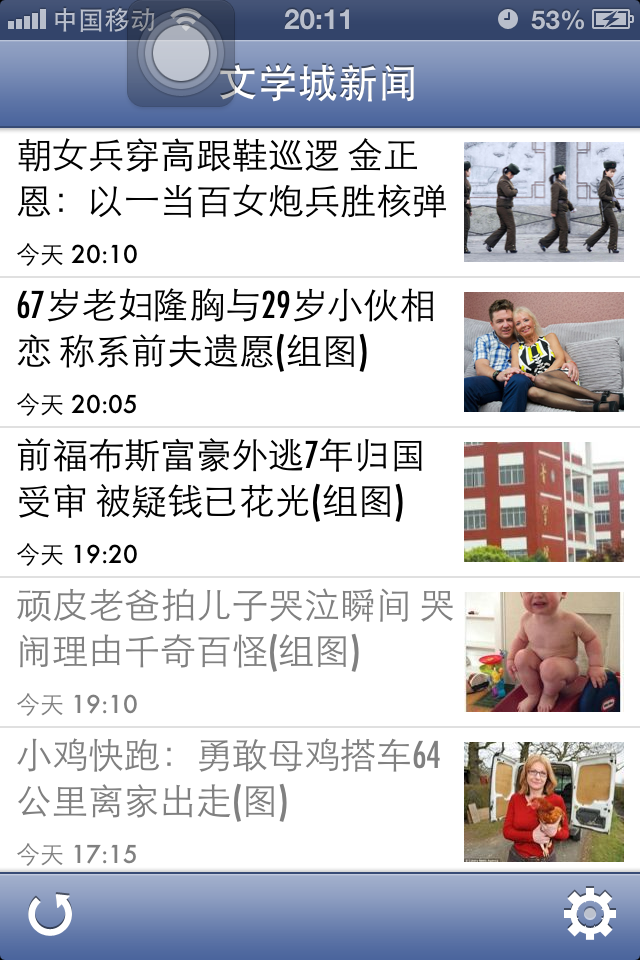 中国移动 20:11 53%
文学城新闻
朝女兵穿高跟鞋巡逻 金正
恩：以一当百女炮兵胜核弹
今天 20:10
67岁老妇隆胸与29岁小伙相
恋 称系前夫遗愿(组图)
今天 20:05
前福布斯富豪外逃7年归国
受审 被疑钱已花光(组图)
今天 19:20
顽皮老爸拍儿子哭泣瞬间 哭
闹理由千奇百怪(组图)
今天 19:10
小鸡快跑：勇敢母鸡搭车64
公里离家出走(图)
今天 17:15